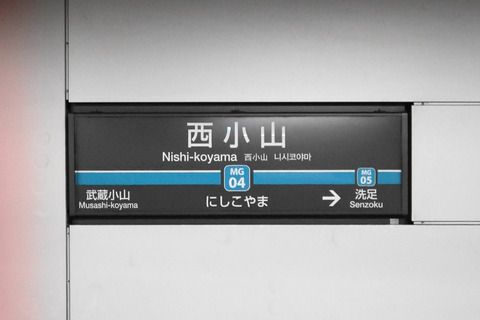 西小山
Nishi-koyama 西小山 니시코야마
MG
04
MG
05
武蔵小山
Musashi-koyama
にしこやま
→ 洗足
Senzoku